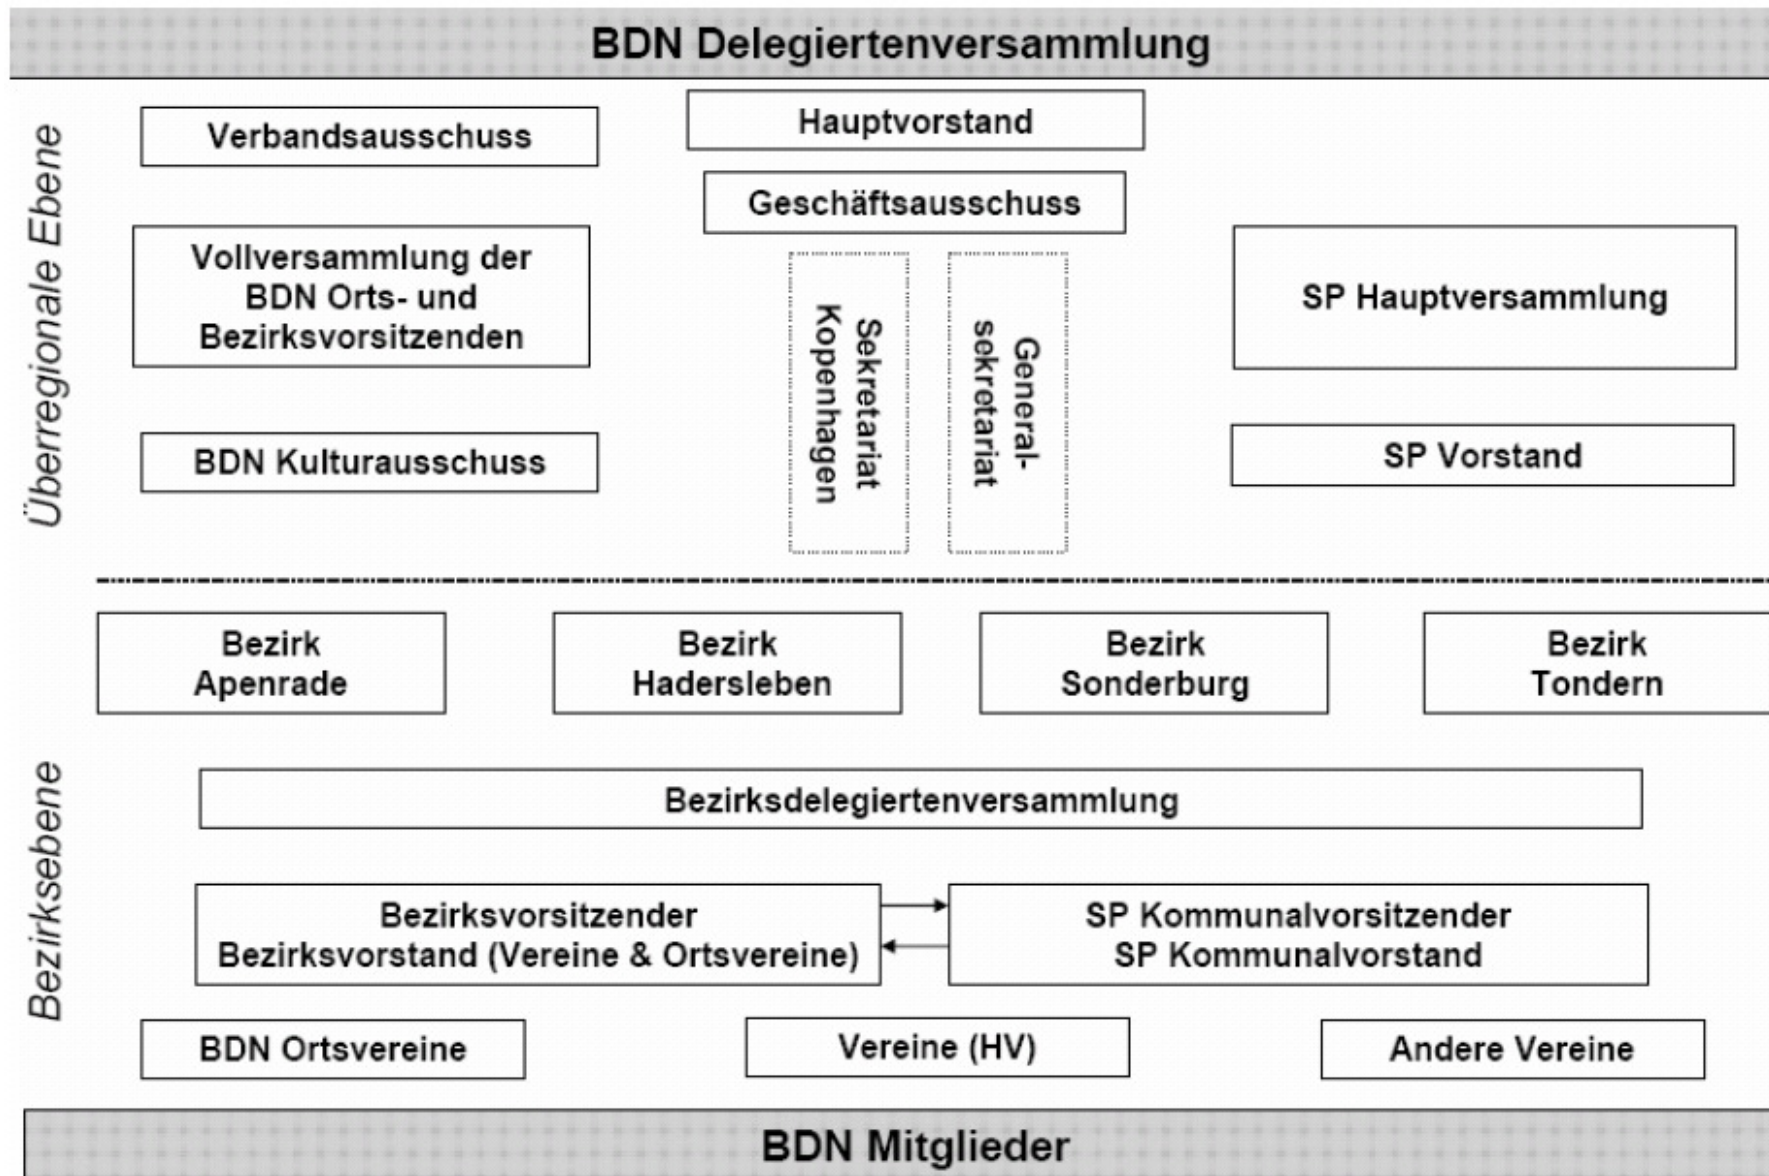 BDN Delegiertenversammlung
Überregionale Ebene
Verbandsausschuss
Vollversammlung der
BDN Orts- und
Bezirksvorsitzenden
BDN Kulturausschuss
Hauptvorstand
Geschäftsausschuss
Sekretariat
Kopenhagen
General-
sekretariat
SP Hauptversammlung
SP Vorstand
Bezirksebene
Bezirk
Apenrade
Bezirk
Hadersleben
Bezirk
Sonderburg
Bezirk
Tondern
Bezirksdelegiertenversammlung
Bezirksvorsitzender
Bezirksvorstand (Vereine & Ortsvereine)
SP Kommunalvorsitzender
SP Kommunalvorstand
BDN Ortsvereine
Vereine (HV)
Andere Vereine
BDN Mitglieder